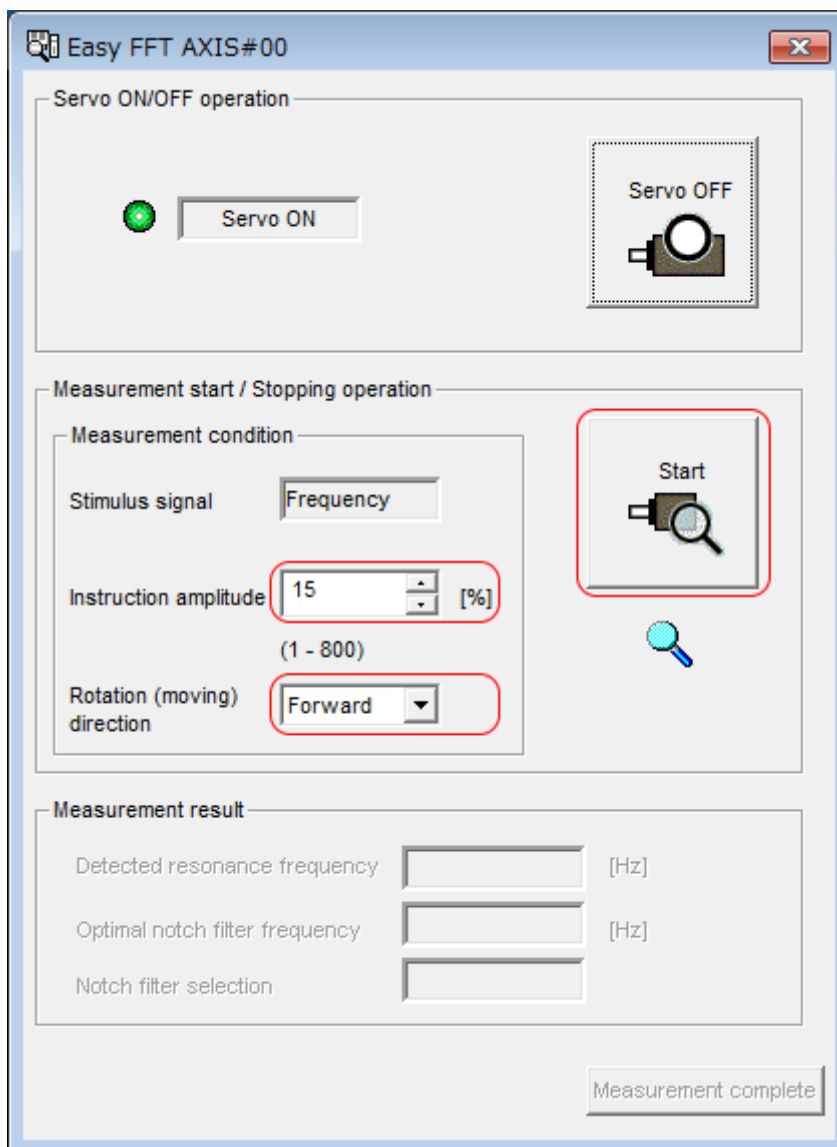 Easy FFT AXIS#00
Servo ON/OFF operation
Servo ON
Servo OFF
Measurement start / Stopping operation
Measurement condition
Start
Stimulus signal
Frequency
Instruction amplitude
15
[%]
(1 - 800)
Rotation (moving)
direction
Forward
Measurement result
Detected resonance frequency
[Hz]
Optimal notch filter frequency
[Hz]
Notch filter selection
Measurement complete